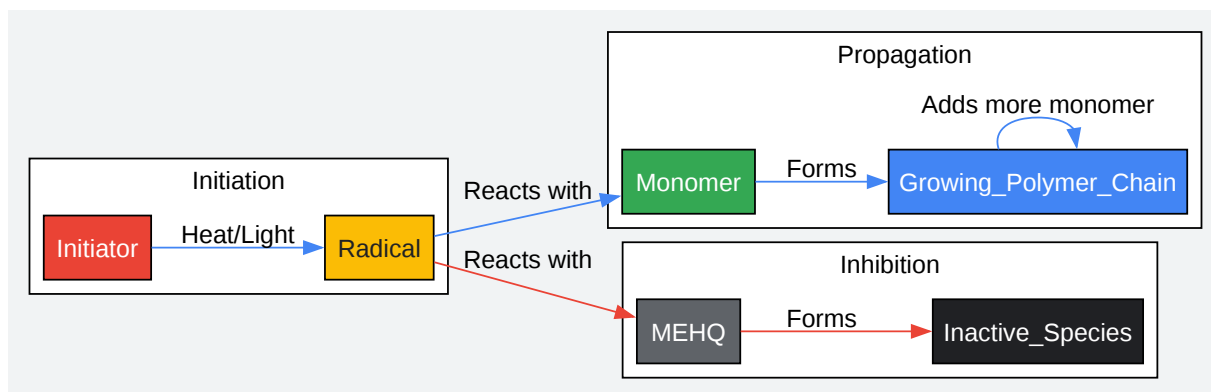 Initiation
Initiator
Heat/Light
Radical
Reacts with
Reacts with
Propagation
Adds more monomer
Monomer
Forms
Growing_Polymer_Chain
Inhibition
MEHQ
Forms
Inactive_Species